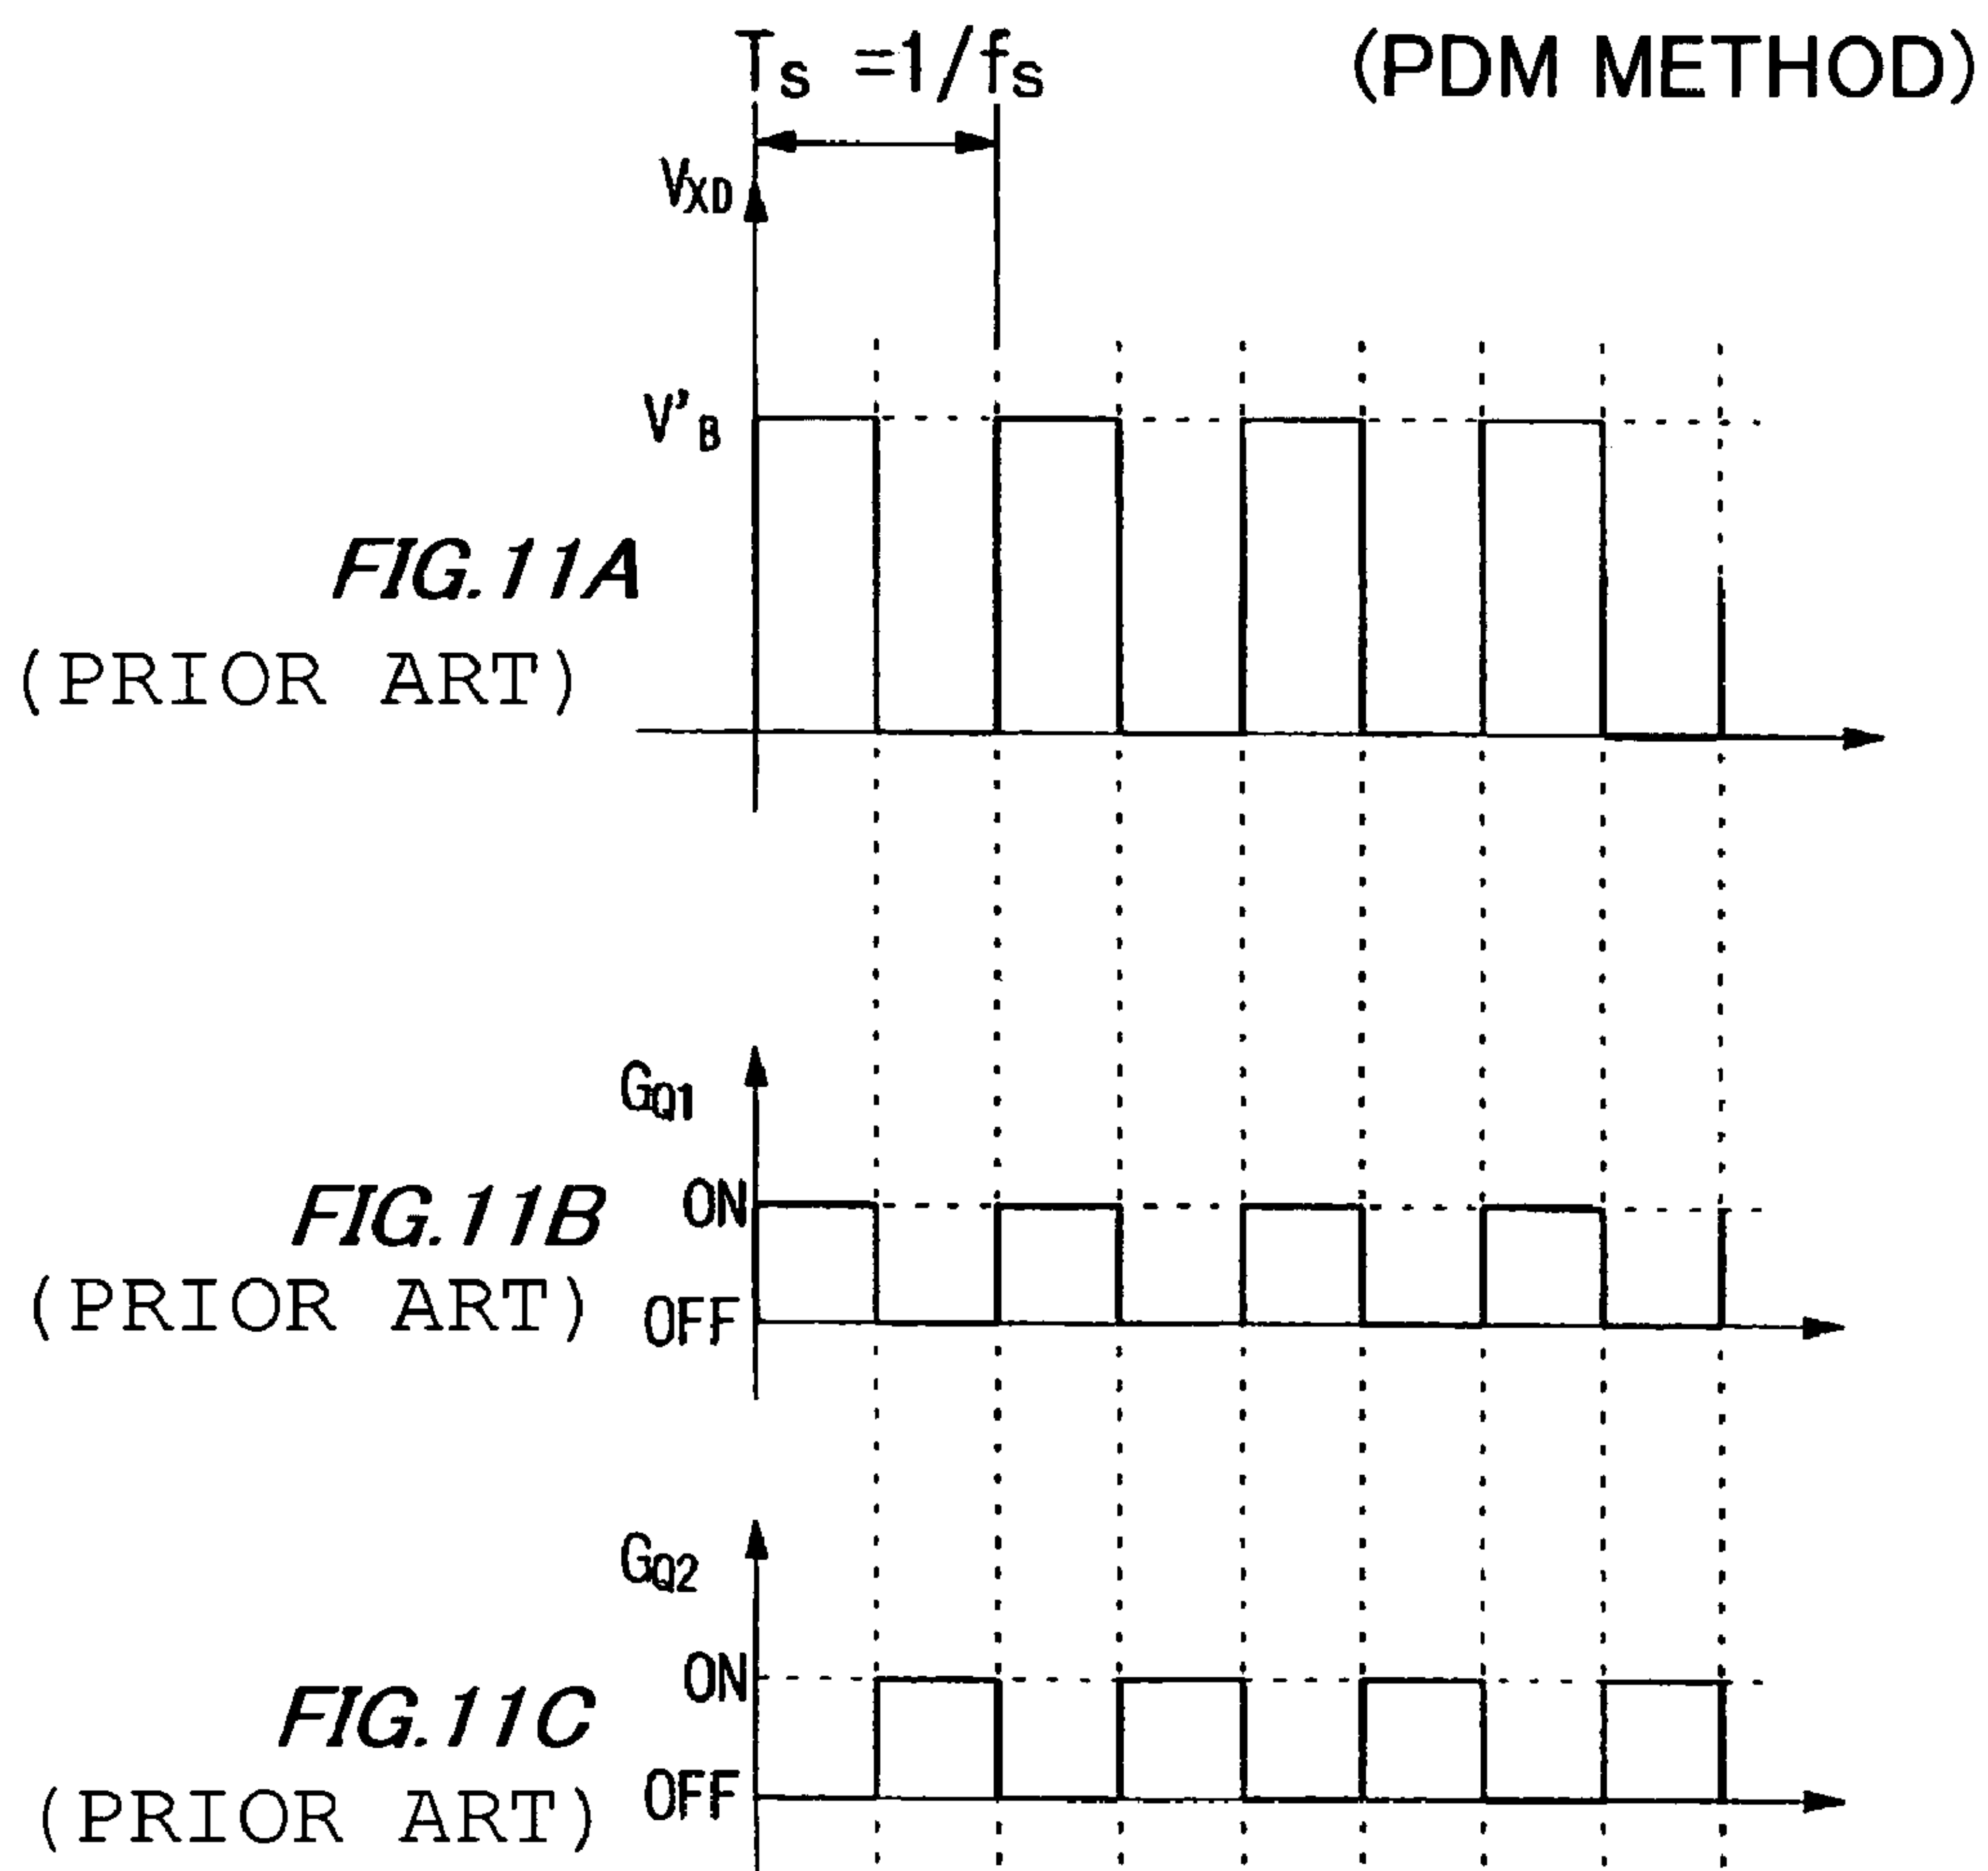 Ts =1/fs
(PDM METHOD)
VXD
V'B
FIG.11A
(PRIOR ART)
GQ1
ON
FIG.11B
(PRIOR ART)
OFF
GQ2
ON
FIG.11C
(PRIOR ART)
OFF